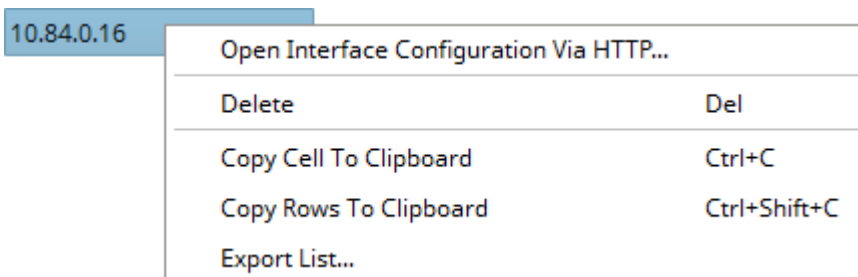 10.84.0.16
Open Interface Configuration Via HTTP...
Delete Del
Copy Cell To Clipboard Ctrl+C
Copy Rows To Clipboard Ctrl+Shift+C
Export List...